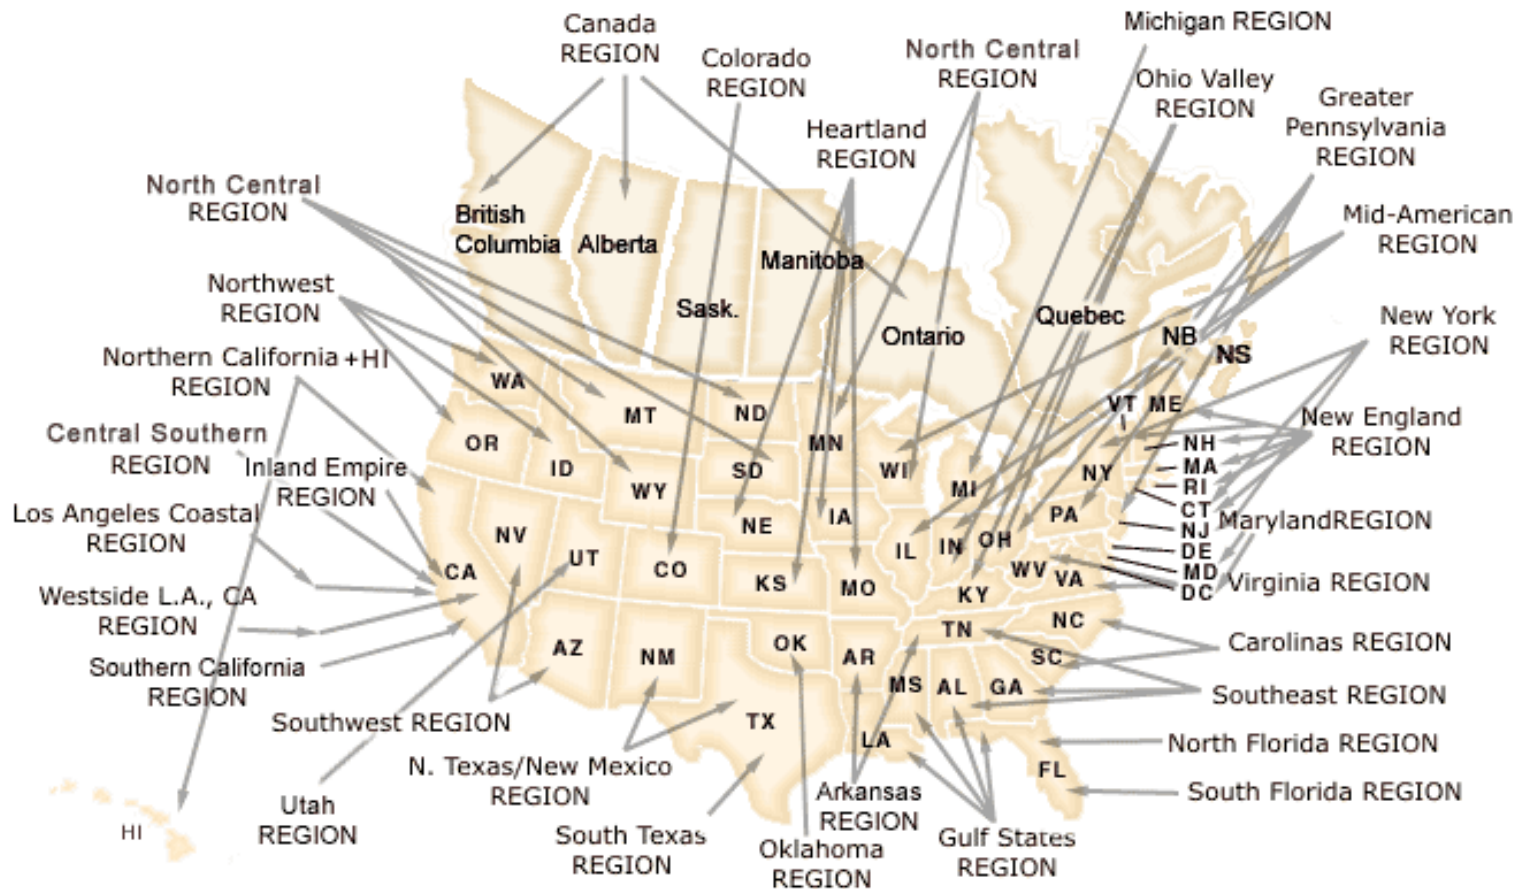 Canada
REGION
Colorado
REGION
North Central
REGION
Michigan REGION
Ohio Valley
REGION
Greater
Pennsylvania
REGION
Heartland
REGION
North Central
REGION
Mid-American
REGION
British
Columbia
Alberta
Manitoba
Sask.
Ontario
Quebec
NB
NS
Northwest
REGION
New York
REGION
Northern California +HI
REGION
WA
MT
ND
MN
VT
ME
Central Southern
REGION
OR
ID
WY
SD
WI
MI
NY
NH
MA
RI
CT
NJ
DE
MD
DC
New England
REGION
Inland Empire
REGION
Los Angeles Coastal
REGION
NV
UT
CO
NE
IA
IL
IN
OH
PA
MarylandREGION
CA
KS
MO
KY
WV
VA
Virginia REGION
Westside L.A., CA
REGION
AZ
NM
OK
AR
TN
NC
SC
Carolinas REGION
Southern California
REGION
MS
AL
GA
Southeast REGION
Southwest REGION
TX
LA
FL
North Florida REGION
N. Texas/New Mexico
REGION
South Florida REGION
HI
Utah
REGION
South Texas
REGION
Oklahoma
REGION
Arkansas
REGION
Gulf States
REGION